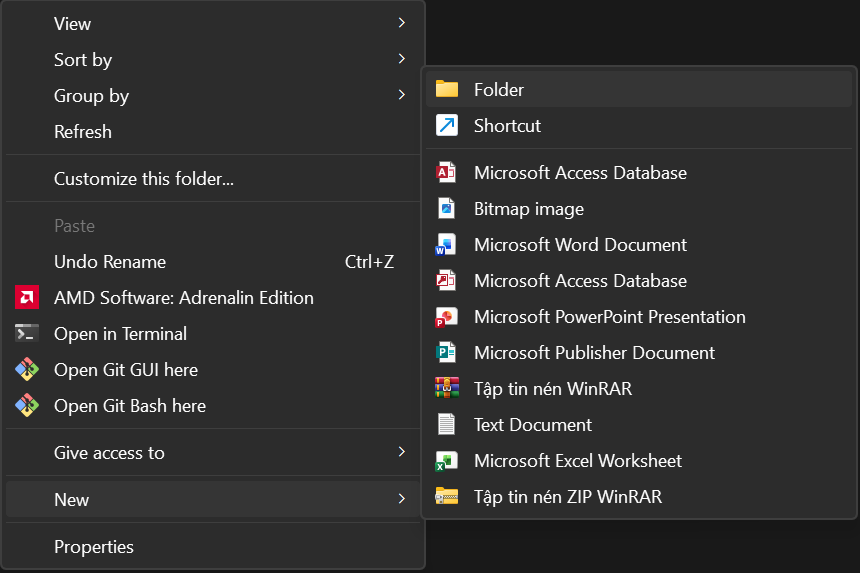 View
Sort by
Group by
Refresh
Customize this folder...
Paste
Undo Rename Ctrl+Z
AMD Software: Adrenalin Edition
Open in Terminal
Open Git GUI here
Open Git Bash here
Give access to
New
Properties
Folder
Shortcut
Microsoft Access Database
Bitmap image
Microsoft Word Document
Microsoft Access Database
Microsoft PowerPoint Presentation
Microsoft Publisher Document
Tập tin nén WinRAR
Text Document
Microsoft Excel Worksheet
Tập tin nén ZIP WinRAR